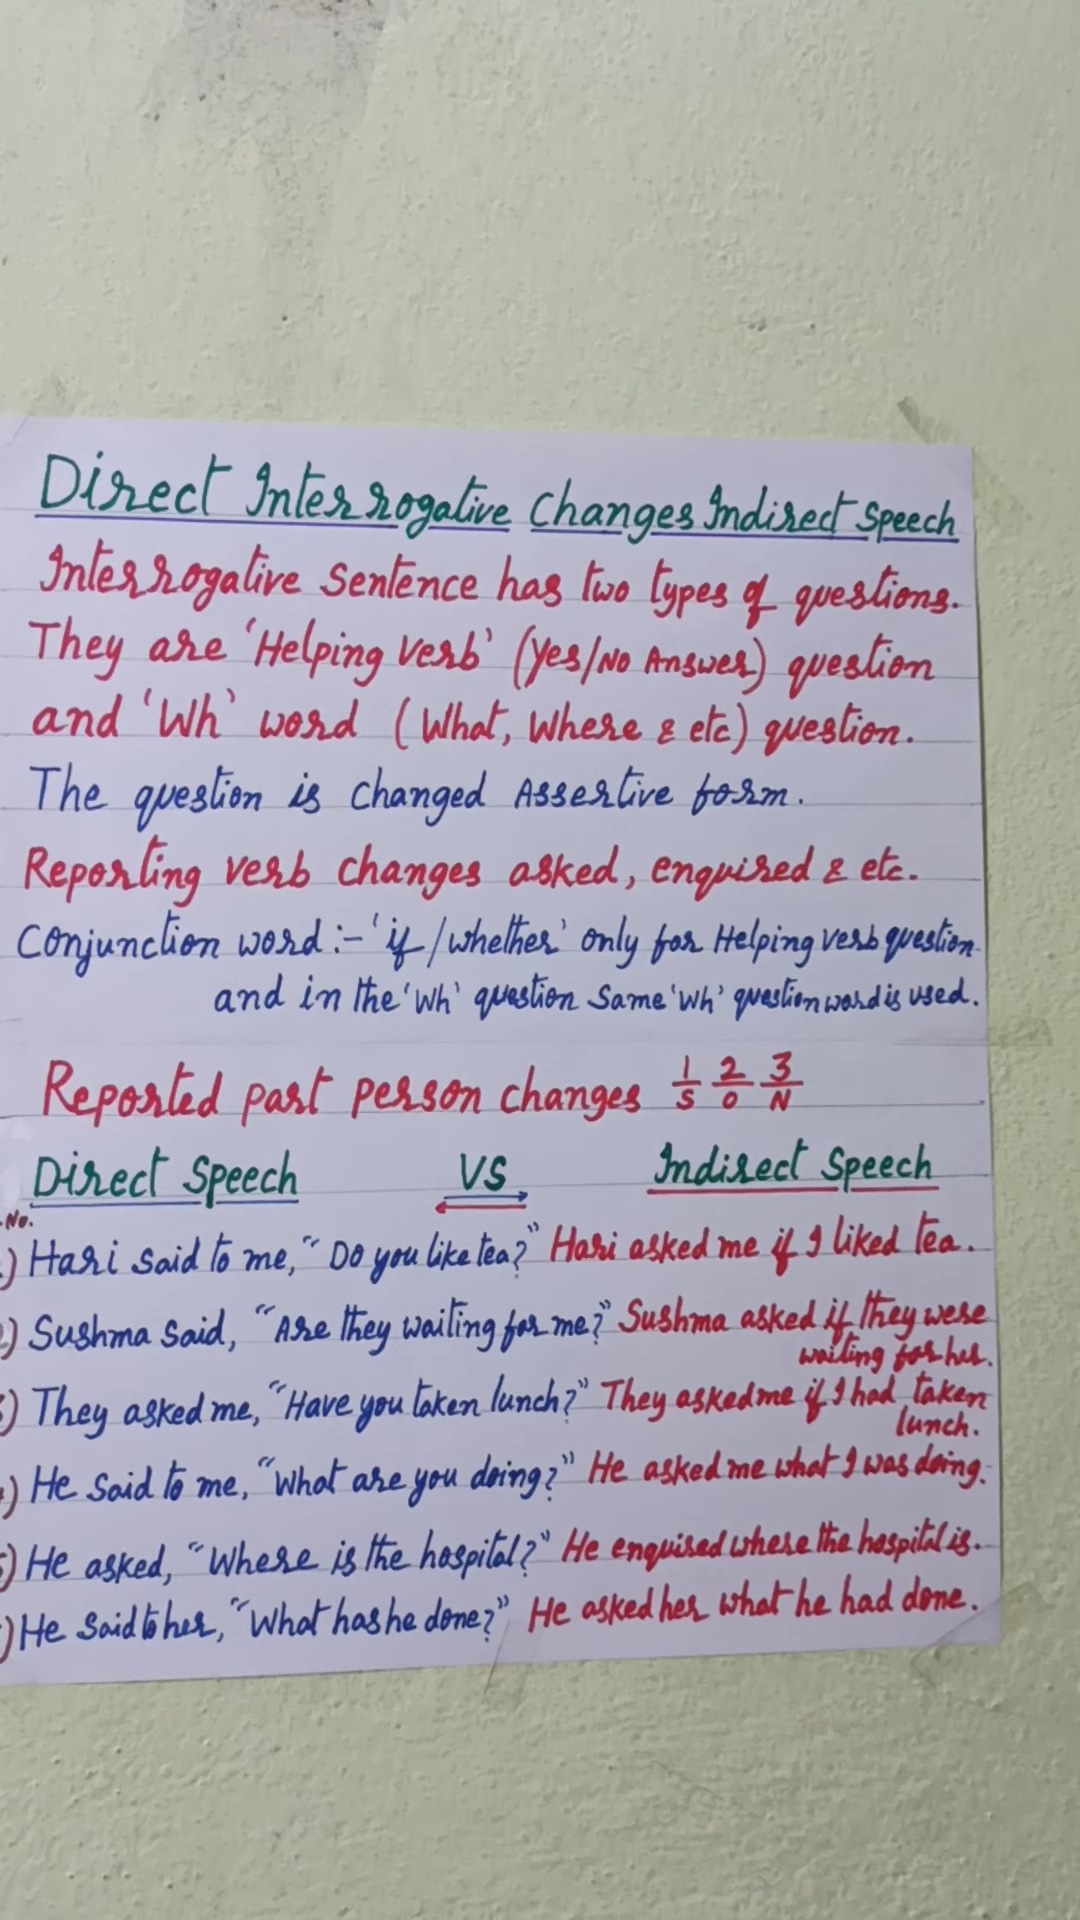 Direct Interrogative Changes Indirect Speech
Interrogative Sentence has two types of questions.
They are 'Helping verb' (Yes/No Answer) question
and 'Wh' word (What, Where & etc) question.
The question is changed Assertive form.
Reporting verb changes asked, enquired & etc.
Conjunction word :- 'if/whether' only for Helping verb question
and in the 'Wh' question same 'Wh' question word is used.
Reported part person changes 1/S 2/O 3/N
Direct Speech VS Indirect Speech
No.
) Hari said to me, "Do you like tea?" Hari asked me if I liked tea.
) Sushma said, "Are they waiting for me?" Sushma asked if they were
waiting for her.
) They asked me, "Have you taken lunch?" They asked me if I had taken
lunch.
) He said to me, "What are you doing?" He asked me what I was doing.
) He asked, "Where is the hospital?" He enquired where the hospital is.
) He said to her, "What has he done?" He asked her what he had done.